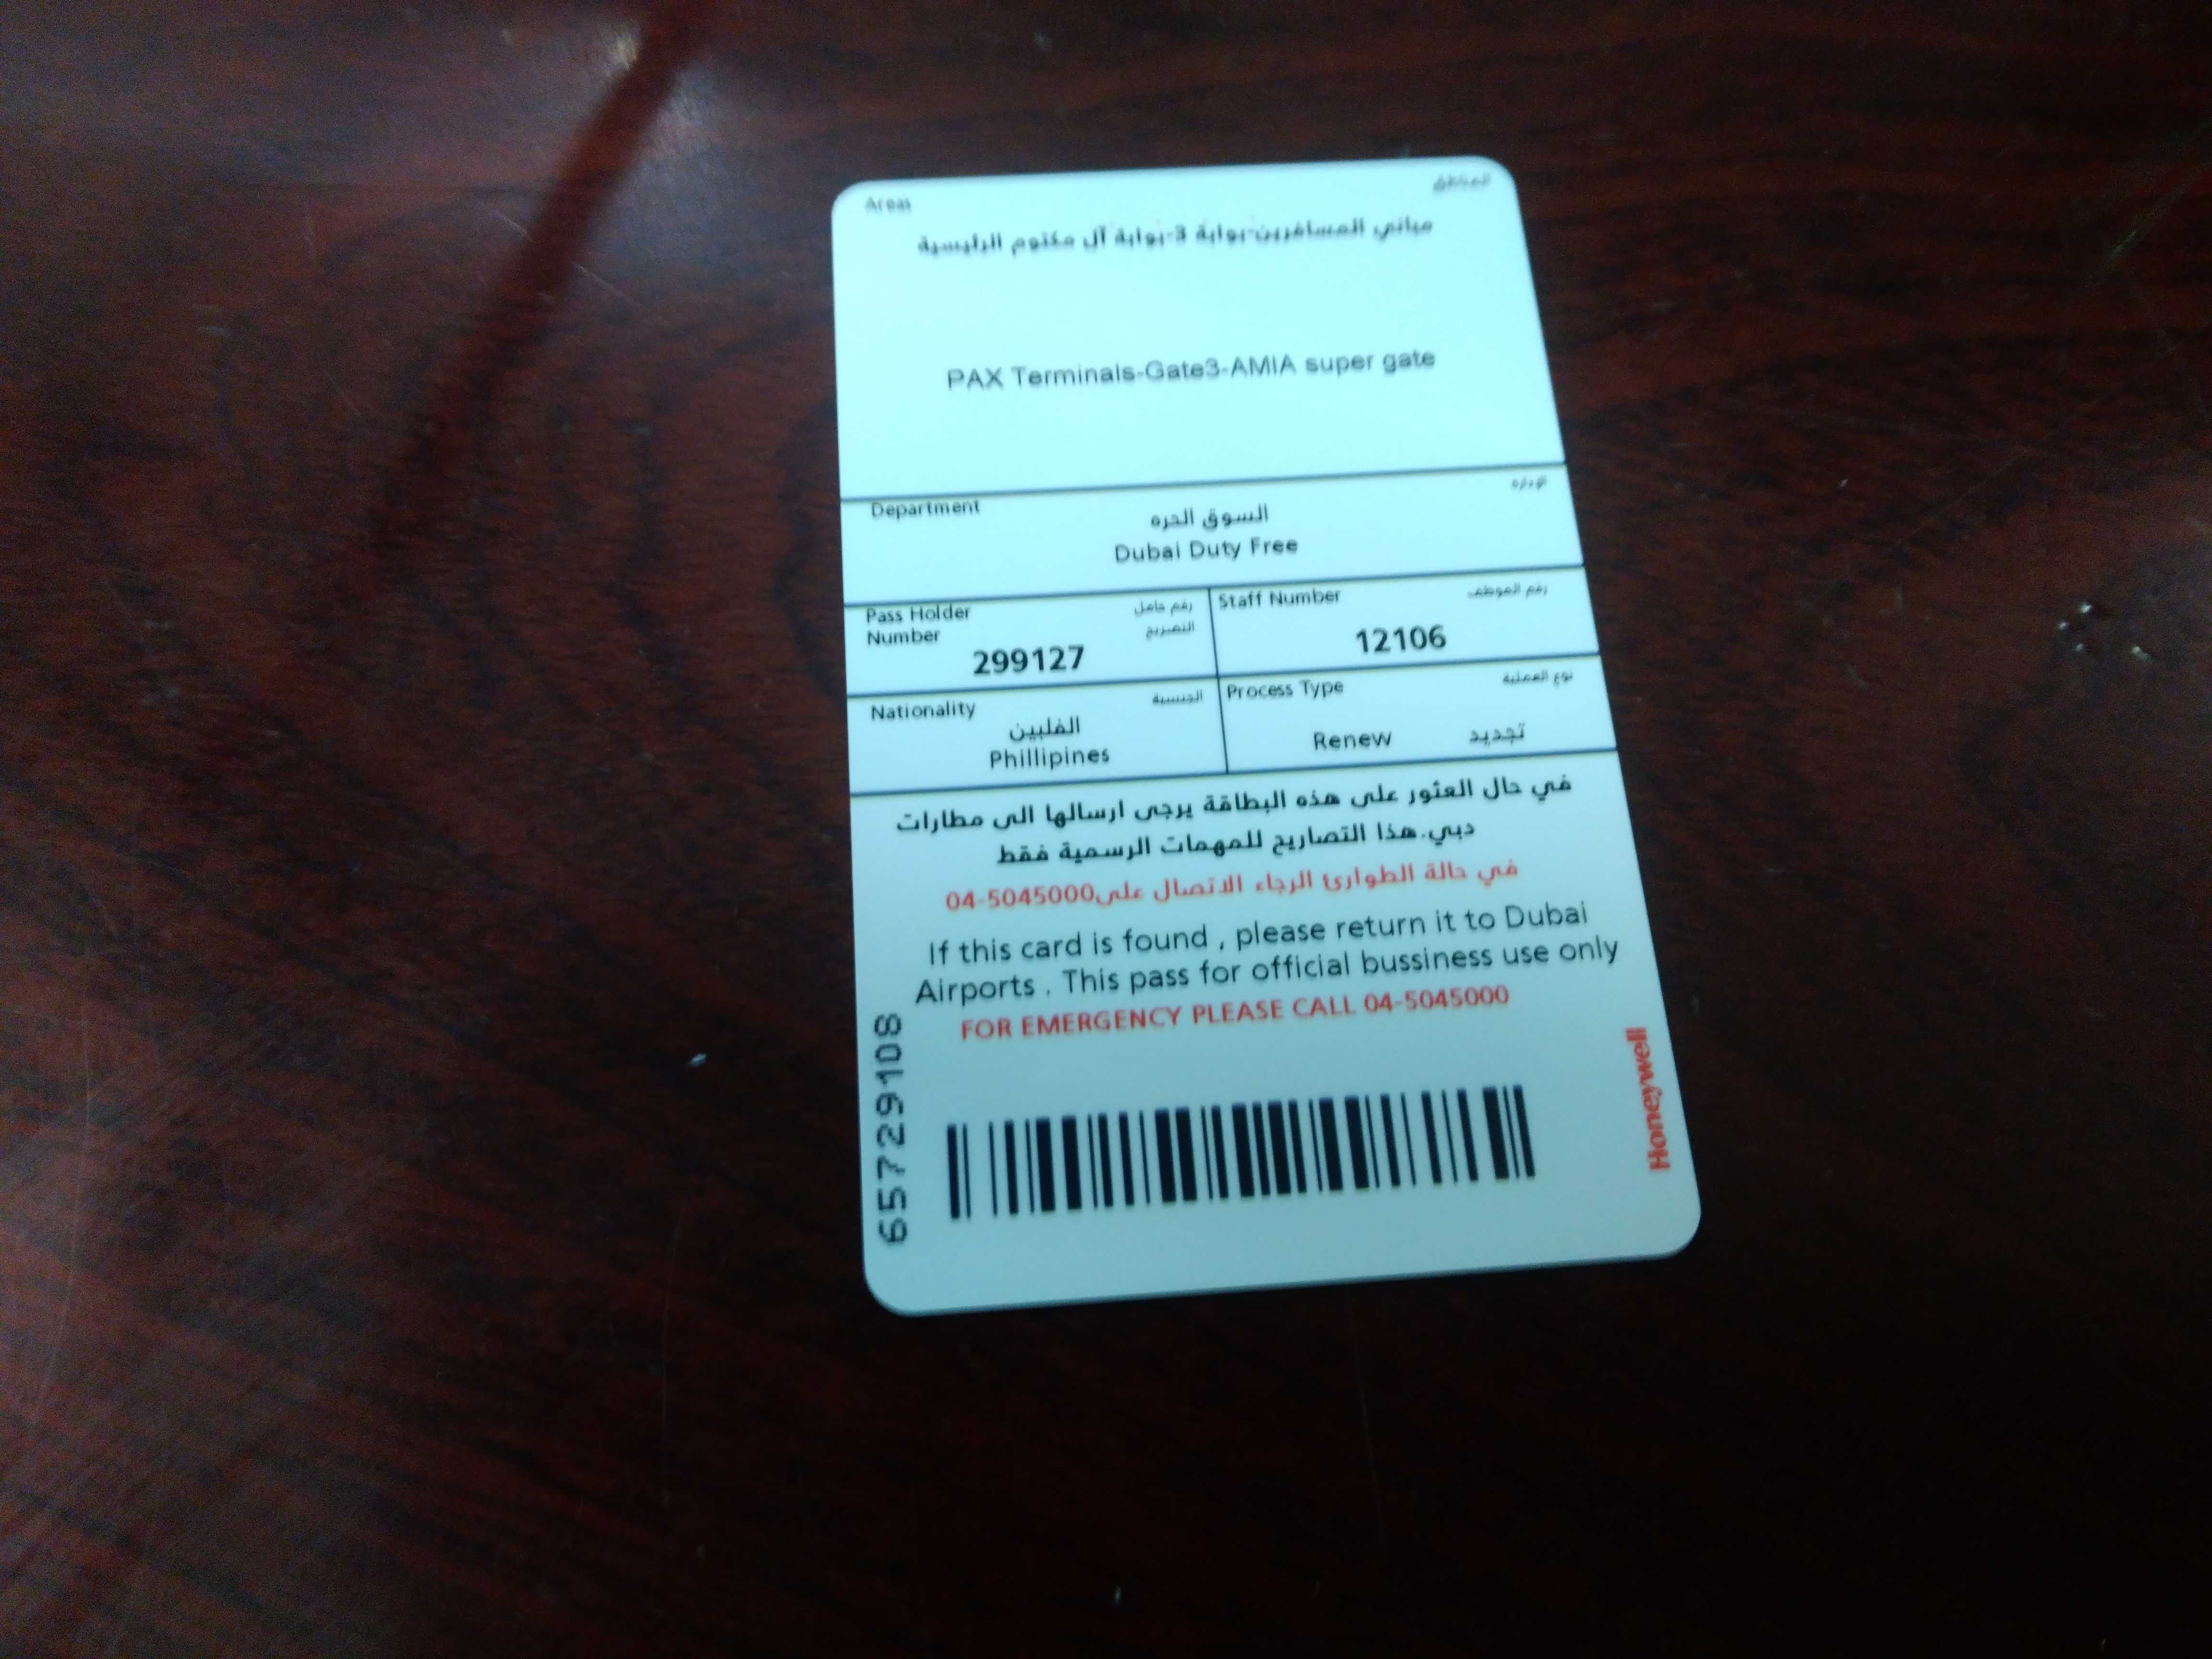 Areas المناطق
مباني المسافرين-بوابة 3-بوابة آل مكتوم الرئيسية
PAX Terminals-Gate3-AMIA super gate
Department الإدارة
السوق الحره
Dubai Duty Free
Pass Holder رقم حامل
Number التصريح
299127
Staff Number رقم الموظف
12106
Nationality الجنسية
الفلبين
Phillipines
Process Type نوع العملية
Renew تجديد
في حال العثور على هذه البطاقة يرجى ارسالها الى مطارات
دبي.هذا التصاريح للمهمات الرسمية فقط
في حالة الطوارئ الرجاء الاتصال على04-5045000
If this card is found , please return it to Dubai
Airports . This pass for official bussiness use only
FOR EMERGENCY PLEASE CALL 04-5045000
65729108
Honeywell